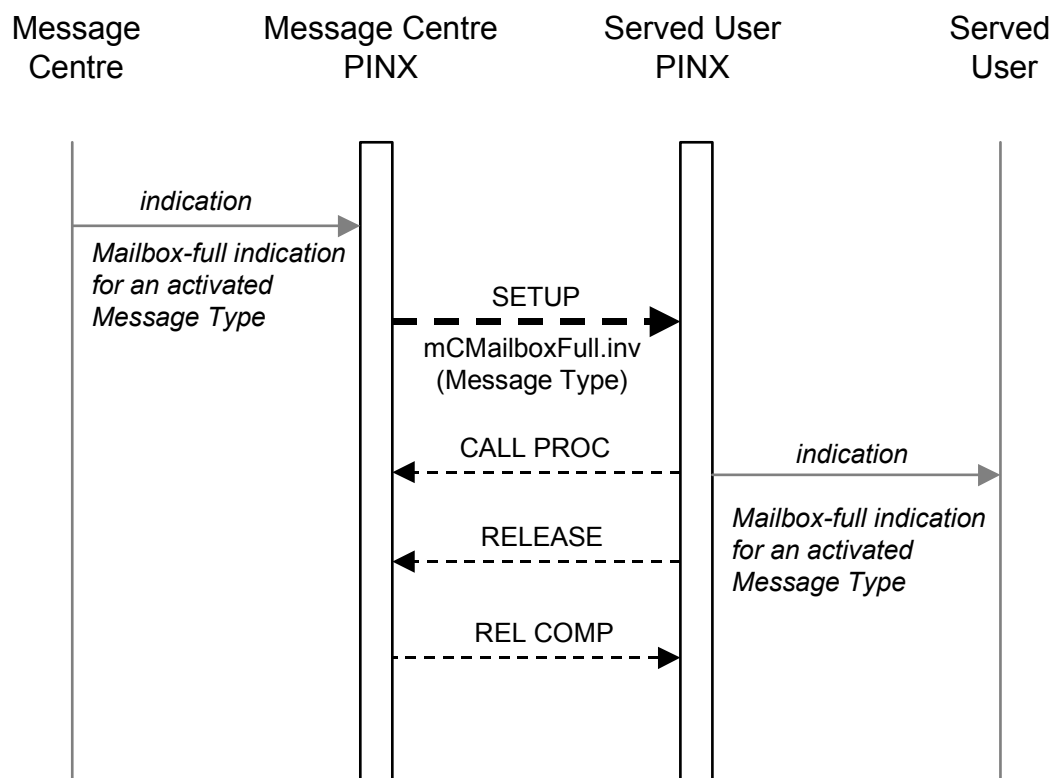 Message
Centre
Message Centre
PINX
Served User
PINX
Served
User
indication
Mailbox-full indication
for an activated
Message Type
SETUP
mCMailboxFull.inv
(Message Type)
CALL PROC
indication
Mailbox-full indication
for an activated
Message Type
RELEASE
REL COMP